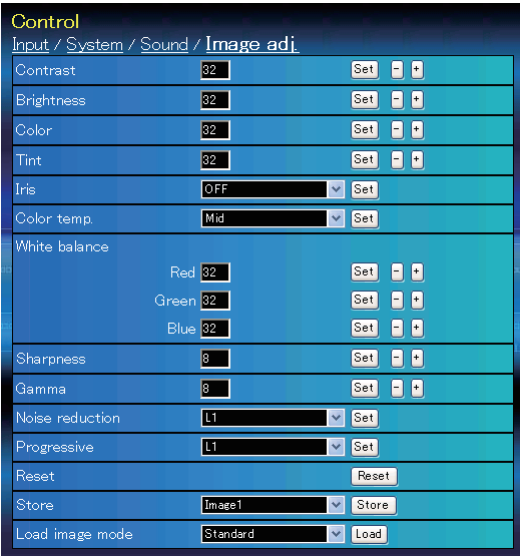 Control
Input / System / Sound / Image adj.
Contrast 32 Set - +
Brightness 32 Set - +
Color 32 Set - +
Tint 32 Set - +
Iris OFF Set
Color temp. Mid Set
White balance
Red 32 Set - +
Green 32 Set - +
Blue 32 Set - +
Sharpness 8 Set - +
Gamma 8 Set - +
Noise reduction L1 Set
Progressive L1 Set
Reset Reset
Store Image1 Store
Load image mode Standard Load